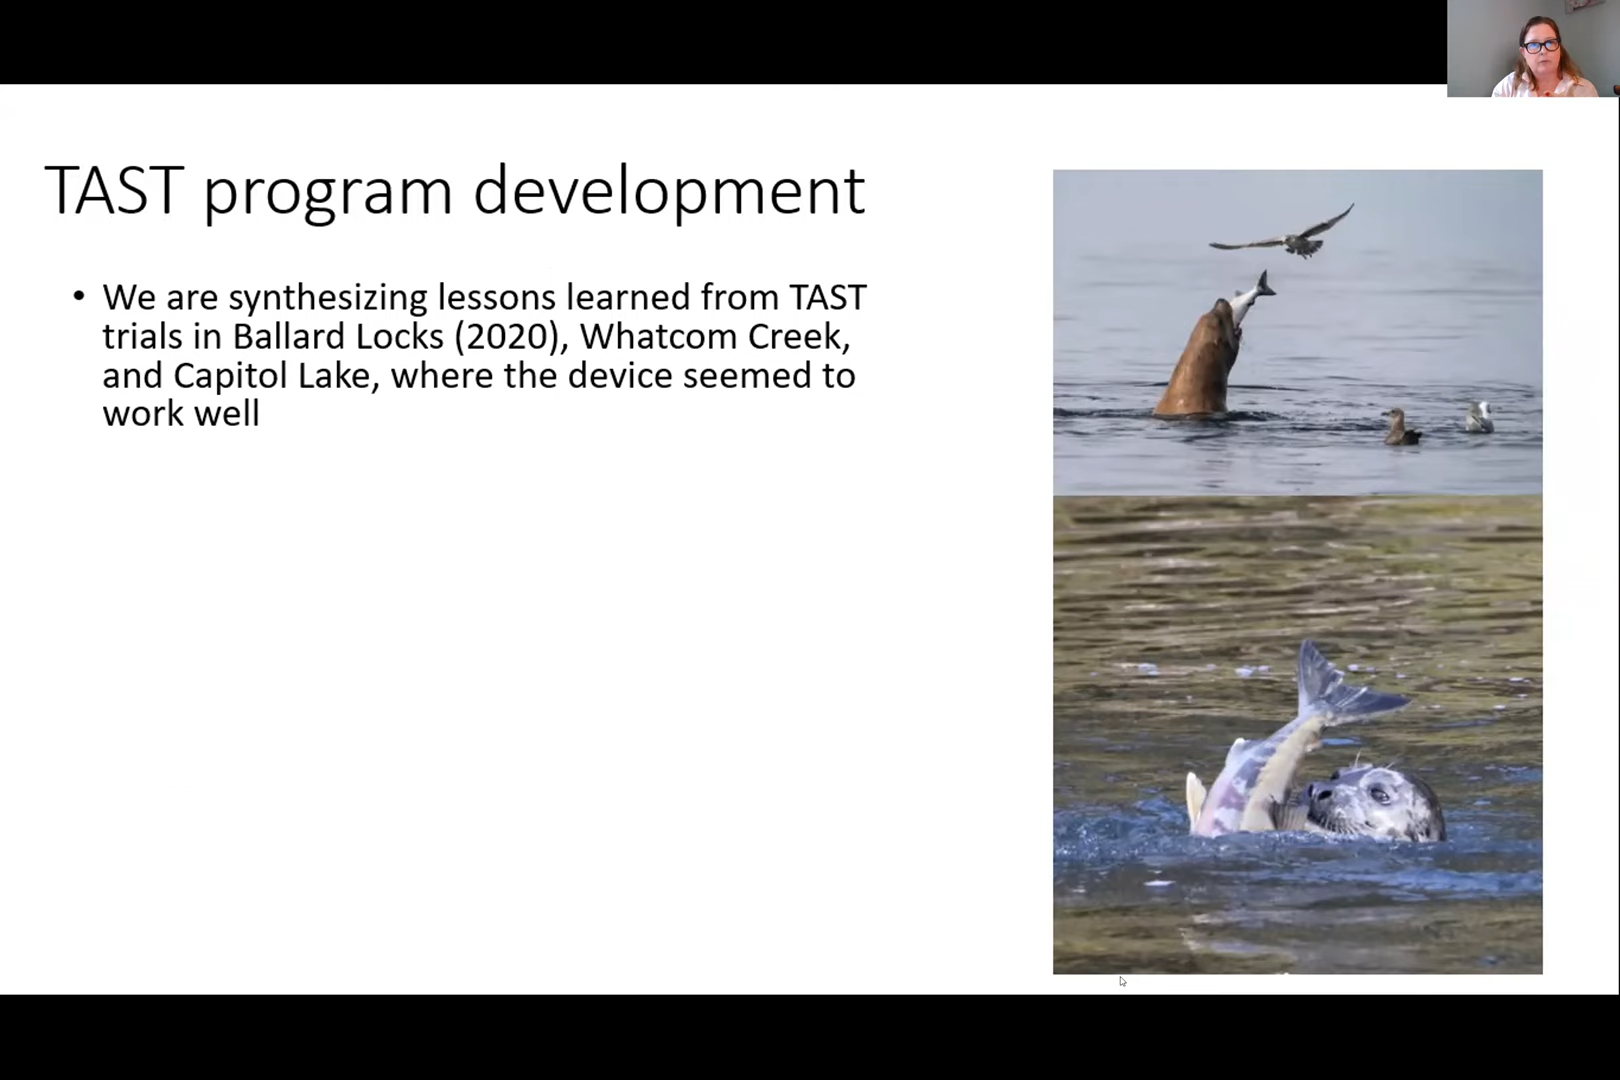 TAST program development
• We are synthesizing lessons learned from TAST
trials in Ballard Locks (2020), Whatcom Creek,
and Capitol Lake, where the device seemed to
work well